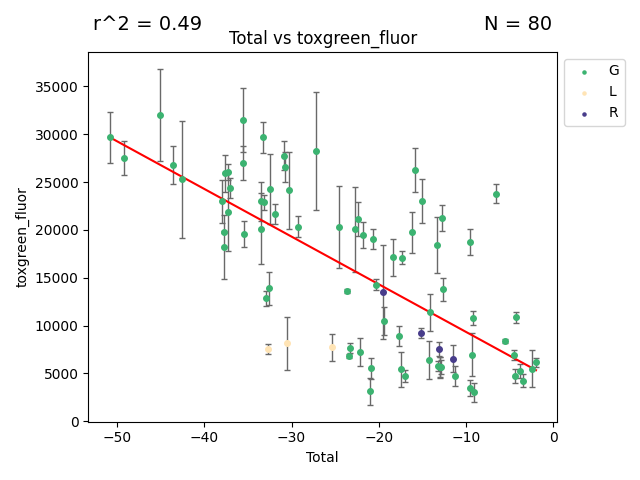 r^2 = 0.49
N = 80
Total vs toxgreen_fluor
G
L
R
35000
30000
25000
20000
15000
10000
5000
0
toxgreen_fluor
−50 −40 −30 −20 −10 0
Total